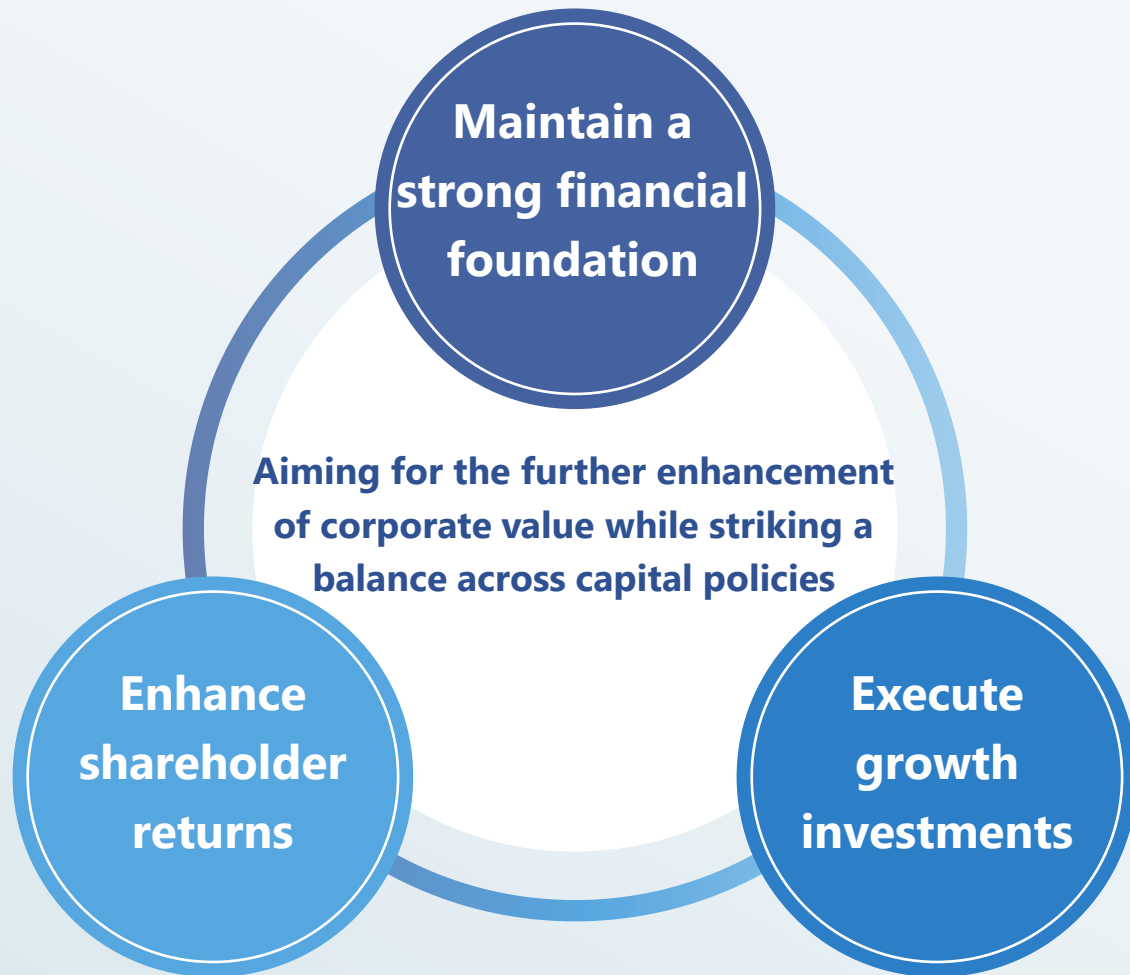 Maintain a
strong financial
foundation
Aiming for the further enhancement
of corporate value while striking a
balance across capital policies
Enhance
shareholder
returns
Execute
growth
investments